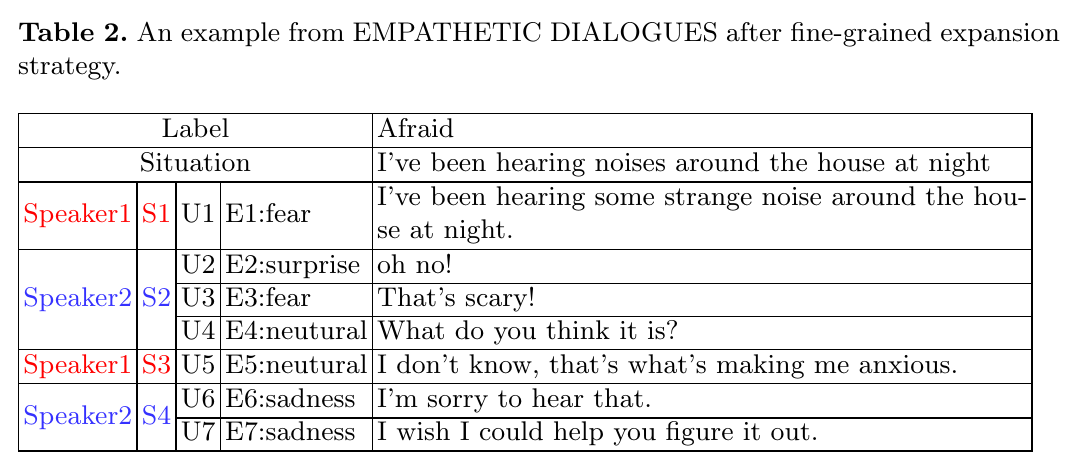 Table 2. An example from EMPATHETIC DIALOGUES after fine-grained expansion
strategy.
Label Afraid
Situation I've been hearing noises around the house at night
Speaker1 S1 U1 E1:fear I've been hearing some strange noise around the hou-
se at night.
Speaker2 S2 U2 E2:surprise oh no!
U3 E3:fear That's scary!
U4 E4:neutural What do you think it is?
Speaker1 S3 U5 E5:neutural I don't know, that's what's making me anxious.
Speaker2 S4 U6 E6:sadness I'm sorry to hear that.
U7 E7:sadness I wish I could help you figure it out.